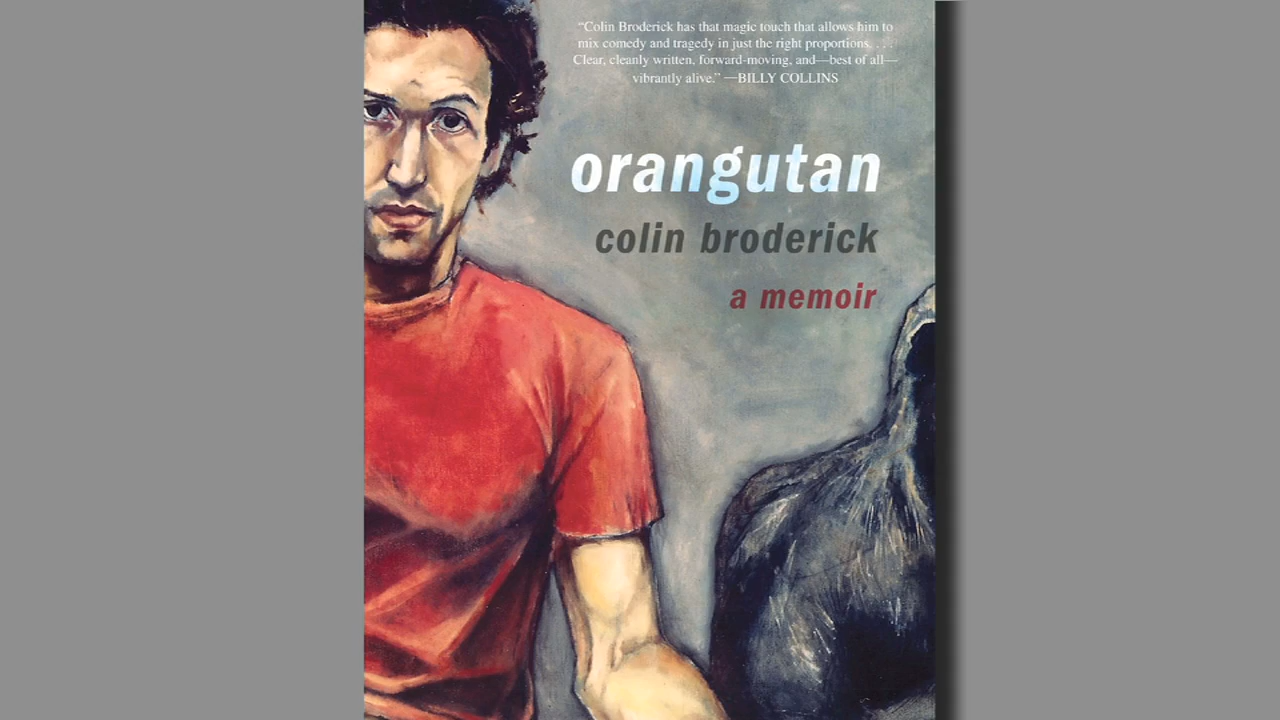 “Colin Broderick has that magic touch that allows him to
mix comedy and tragedy in just the right proportions. . . .
Clear, cleanly written, forward-moving, and—best of all—
vibrantly alive.” —BILLY COLLINS
orangutan
colin broderick
a memoir